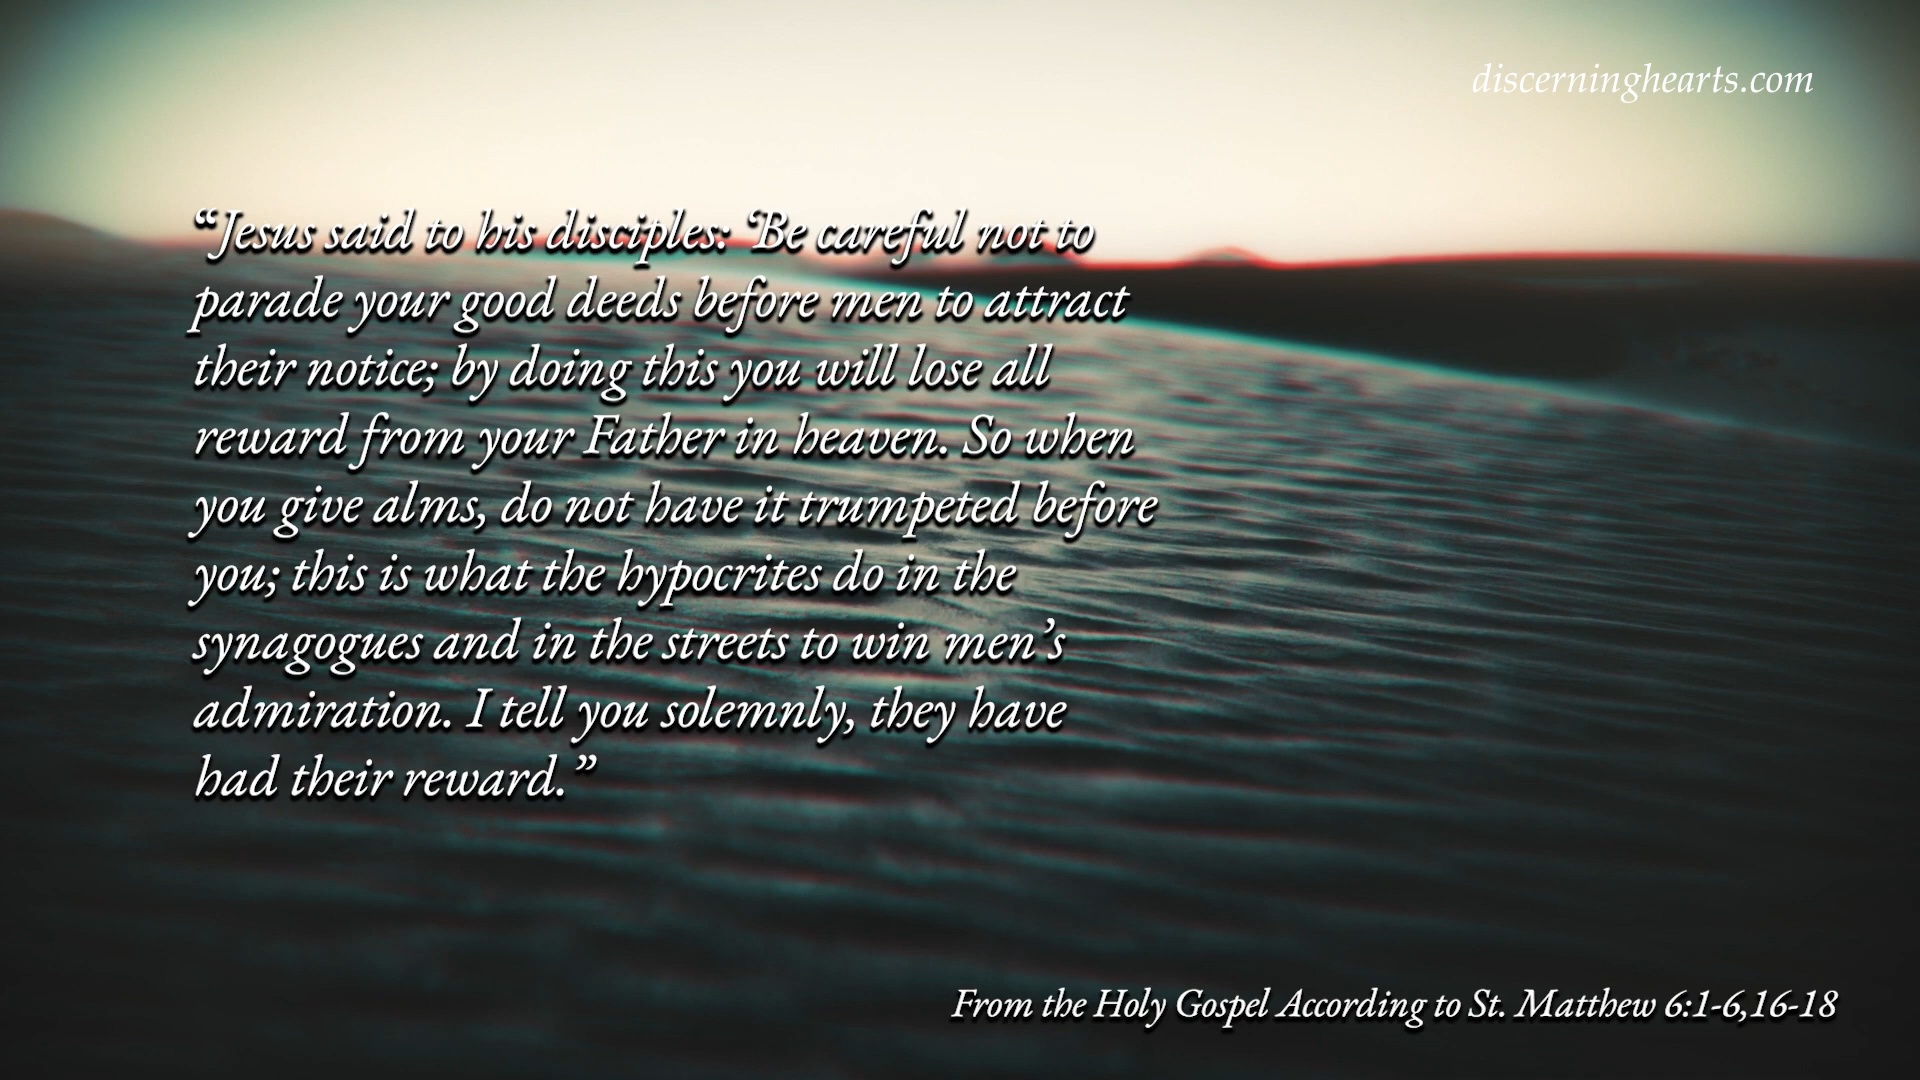 discerninghearts.com
“Jesus said to his disciples: ‘Be careful not to
parade your good deeds before men to attract
their notice; by doing this you will lose all
reward from your Father in heaven. So when
you give alms, do not have it trumpeted before
you; this is what the hypocrites do in the
synagogues and in the streets to win men’s
admiration. I tell you solemnly, they have
had their reward.”
From the Holy Gospel According to St. Matthew 6:1-6,16-18